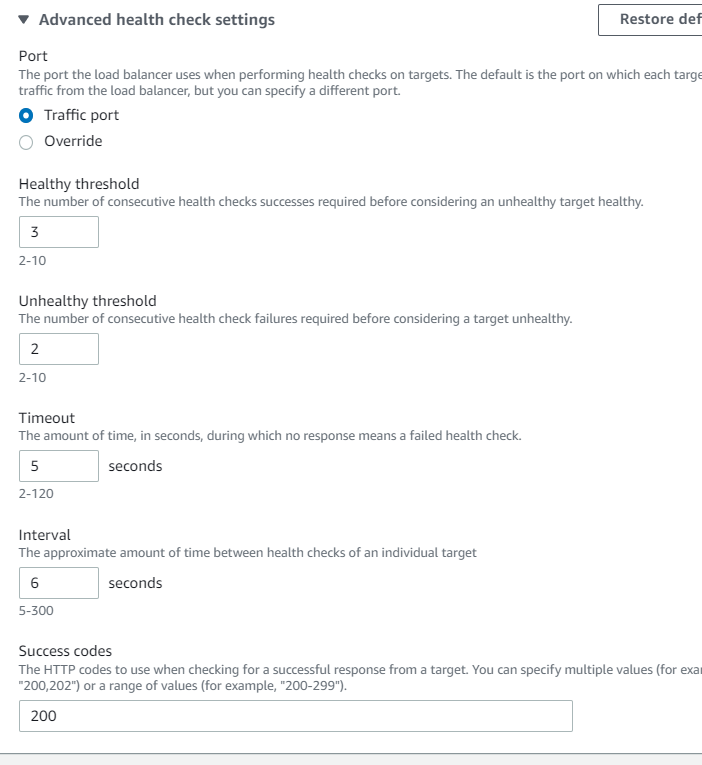 Advanced health check settings
Restore def
Port
The port the load balancer uses when performing health checks on targets. The default is the port on which each targe
traffic from the load balancer, but you can specify a different port.
Traffic port
Override
Healthy threshold
The number of consecutive health checks successes required before considering an unhealthy target healthy.
3
2-10
Unhealthy threshold
The number of consecutive health check failures required before considering a target unhealthy.
2
2-10
Timeout
The amount of time, in seconds, during which no response means a failed health check.
5 seconds
2-120
Interval
The approximate amount of time between health checks of an individual target
6 seconds
5-300
Success codes
The HTTP codes to use when checking for a successful response from a target. You can specify multiple values (for exa
"200,202") or a range of values (for example, "200-299").
200